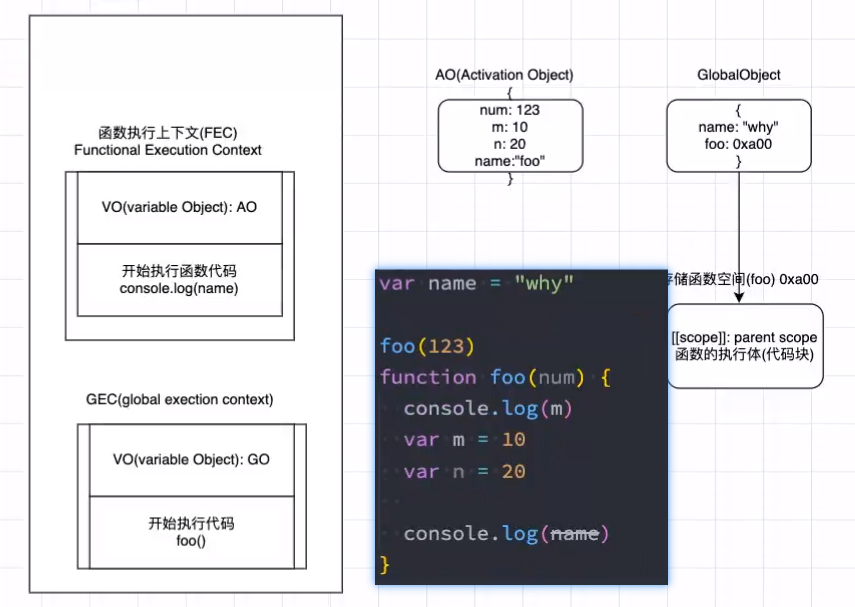 函数执行上下文(FEC)
Functional Execution Context
VO(variable Object): AO
开始执行函数代码
console.log(name)
GEC(global exection context)
VO(variable Object): GO
开始执行代码
foo()
AO(Activation Object)
{
num: 123
m: 10
n: 20
name:"foo"
}
GlobalObject
{
name: "why"
foo: 0xa00
}
储函数空间(foo) 0xa00
[[scope]]: parent scope
函数的执行体(代码块)
var name = "why"
foo(123)
function foo(num) {
console.log(m)
var m = 10
var n = 20
console.log(name)
}